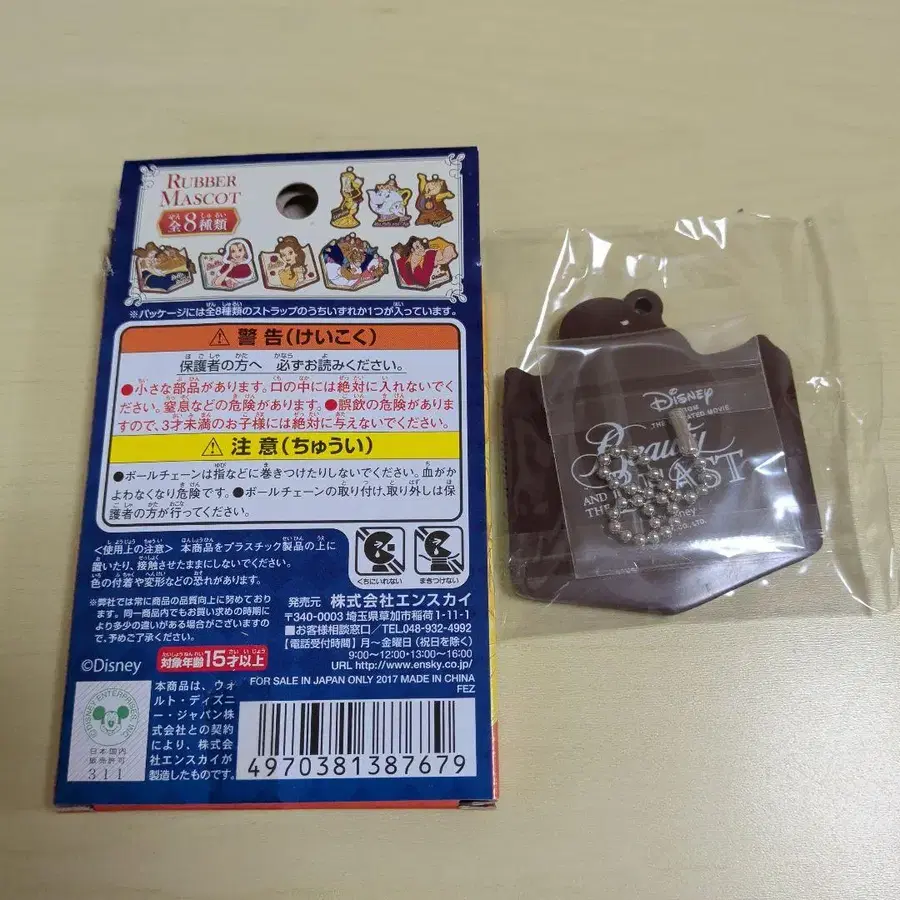 RUBBER
MASCOT
全8種類
※パッケージには全8種類のストラップのうちいずれか1つが入っています。
警告(けいこく)
保護者の方へ 必ずお読みください。
●小さな部品があります。口の中には絶対に入れないでく
ださい。窒息などの危険があります。●誤飲の危険がありま
すので、3才未満のお子様には絶対に与えないでください。
注意(ちゅうい)
●ボールチェーンは指などに巻きつけたりしないでください。血がか
よわなくなり危険です。●ボールチェーンの取り付け、取り外しは保
護者の方が行ってください。
<使用上の注意> 本商品をプラスチック製品の上に
置いたり、接触させたままにしないでください。
色の付着や変形などの恐れがあります。
くちにいれない
まきつけない
※弊社では常に商品の品質向上に努めており
ます。同一商品内でもお買い求めの時期に
より多少の違いがある場合がございますの
で、予めご了承ください。
発売元 株式会社エンスカイ
〒340-0003 埼玉県草加市稲荷1-11-1
■お客様相談窓口/TEL048-932-4992
【電話受付時間】月～金曜日(祝日を除く)
9:00～12:00・13:00～16:00
URL http://www.ensky.co.jp/
©Disney
対象年齢15才以上
FOR SALE IN JAPAN ONLY 2017 MADE IN CHINA
FEZ
©DISNEY ENTERPRISES, INC.
日本国内
販売許可
311
本商品は、ウォ
ルト・ディズニ
ー・ジャパン株
式会社との契約
により、株式会
社エンスカイが
製造したものです。
4970381387679
DISNEY
Beauty
AND
THE